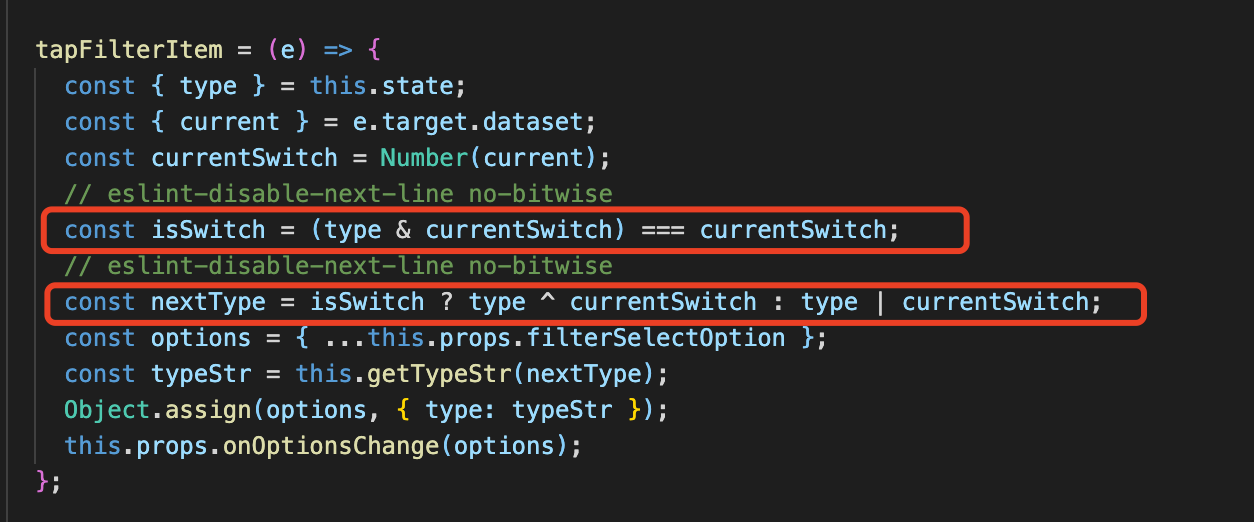 tapFilterItem = (e) => {
const { type } = this.state;
const { current } = e.target.dataset;
const currentSwitch = Number(current);
// eslint-disable-next-line no-bitwise
const isSwitch = (type & currentSwitch) === currentSwitch;
// eslint-disable-next-line no-bitwise
const nextType = isSwitch ? type ^ currentSwitch : type | currentSwitch;
const options = { ...this.props.filterSelectOption };
const typeStr = this.getTypeStr(nextType);
Object.assign(options, { type: typeStr });
this.props.onOptionsChange(options);
};